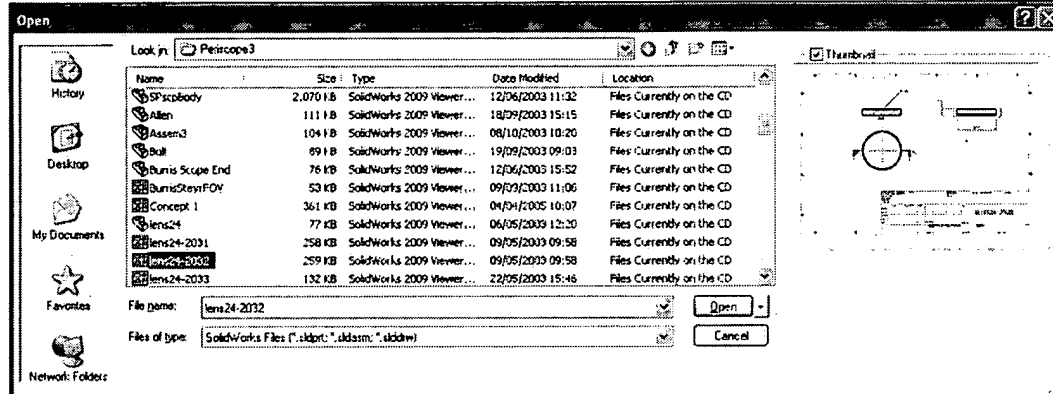 Open
Look in: Periscope3
Thumbnail
Name Size Type Date Modified Location
SPscpbody 2,070 KB SolidWorks 2009 Viewer... 12/06/2003 11:32 Files Currently on the CD
Allen 111 KB SolidWorks 2009 Viewer... 18/09/2003 15:15 Files Currently on the CD
Assem3 104 KB SolidWorks 2009 Viewer... 08/10/2003 10:20 Files Currently on the CD
Bolt 89 KB SolidWorks 2009 Viewer... 19/09/2003 09:03 Files Currently on the CD
Burris Scope End 76 KB SolidWorks 2009 Viewer... 12/06/2003 15:52 Files Currently on the CD
BurrisSteyrFOV 53 KB SolidWorks 2009 Viewer... 09/09/2003 11:06 Files Currently on the CD
Concept 1 361 KB SolidWorks 2009 Viewer... 04/04/2005 10:07 Files Currently on the CD
lens24 77 KB SolidWorks 2009 Viewer... 06/05/2003 12:20 Files Currently on the CD
lens24-2031 258 KB SolidWorks 2009 Viewer... 09/05/2003 09:58 Files Currently on the CD
lens24-2032 259 KB SolidWorks 2009 Viewer... 09/05/2003 09:58 Files Currently on the CD
lens24-2033 132 KB SolidWorks 2009 Viewer... 22/05/2003 15:46 Files Currently on the CD
History
Desktop
My Documents
Favorites
Network Folders
File name: lens24-2032 Open
Files of type: SolidWorks Files (*.sldprt; *.sldasm; *.slddrw) Cancel